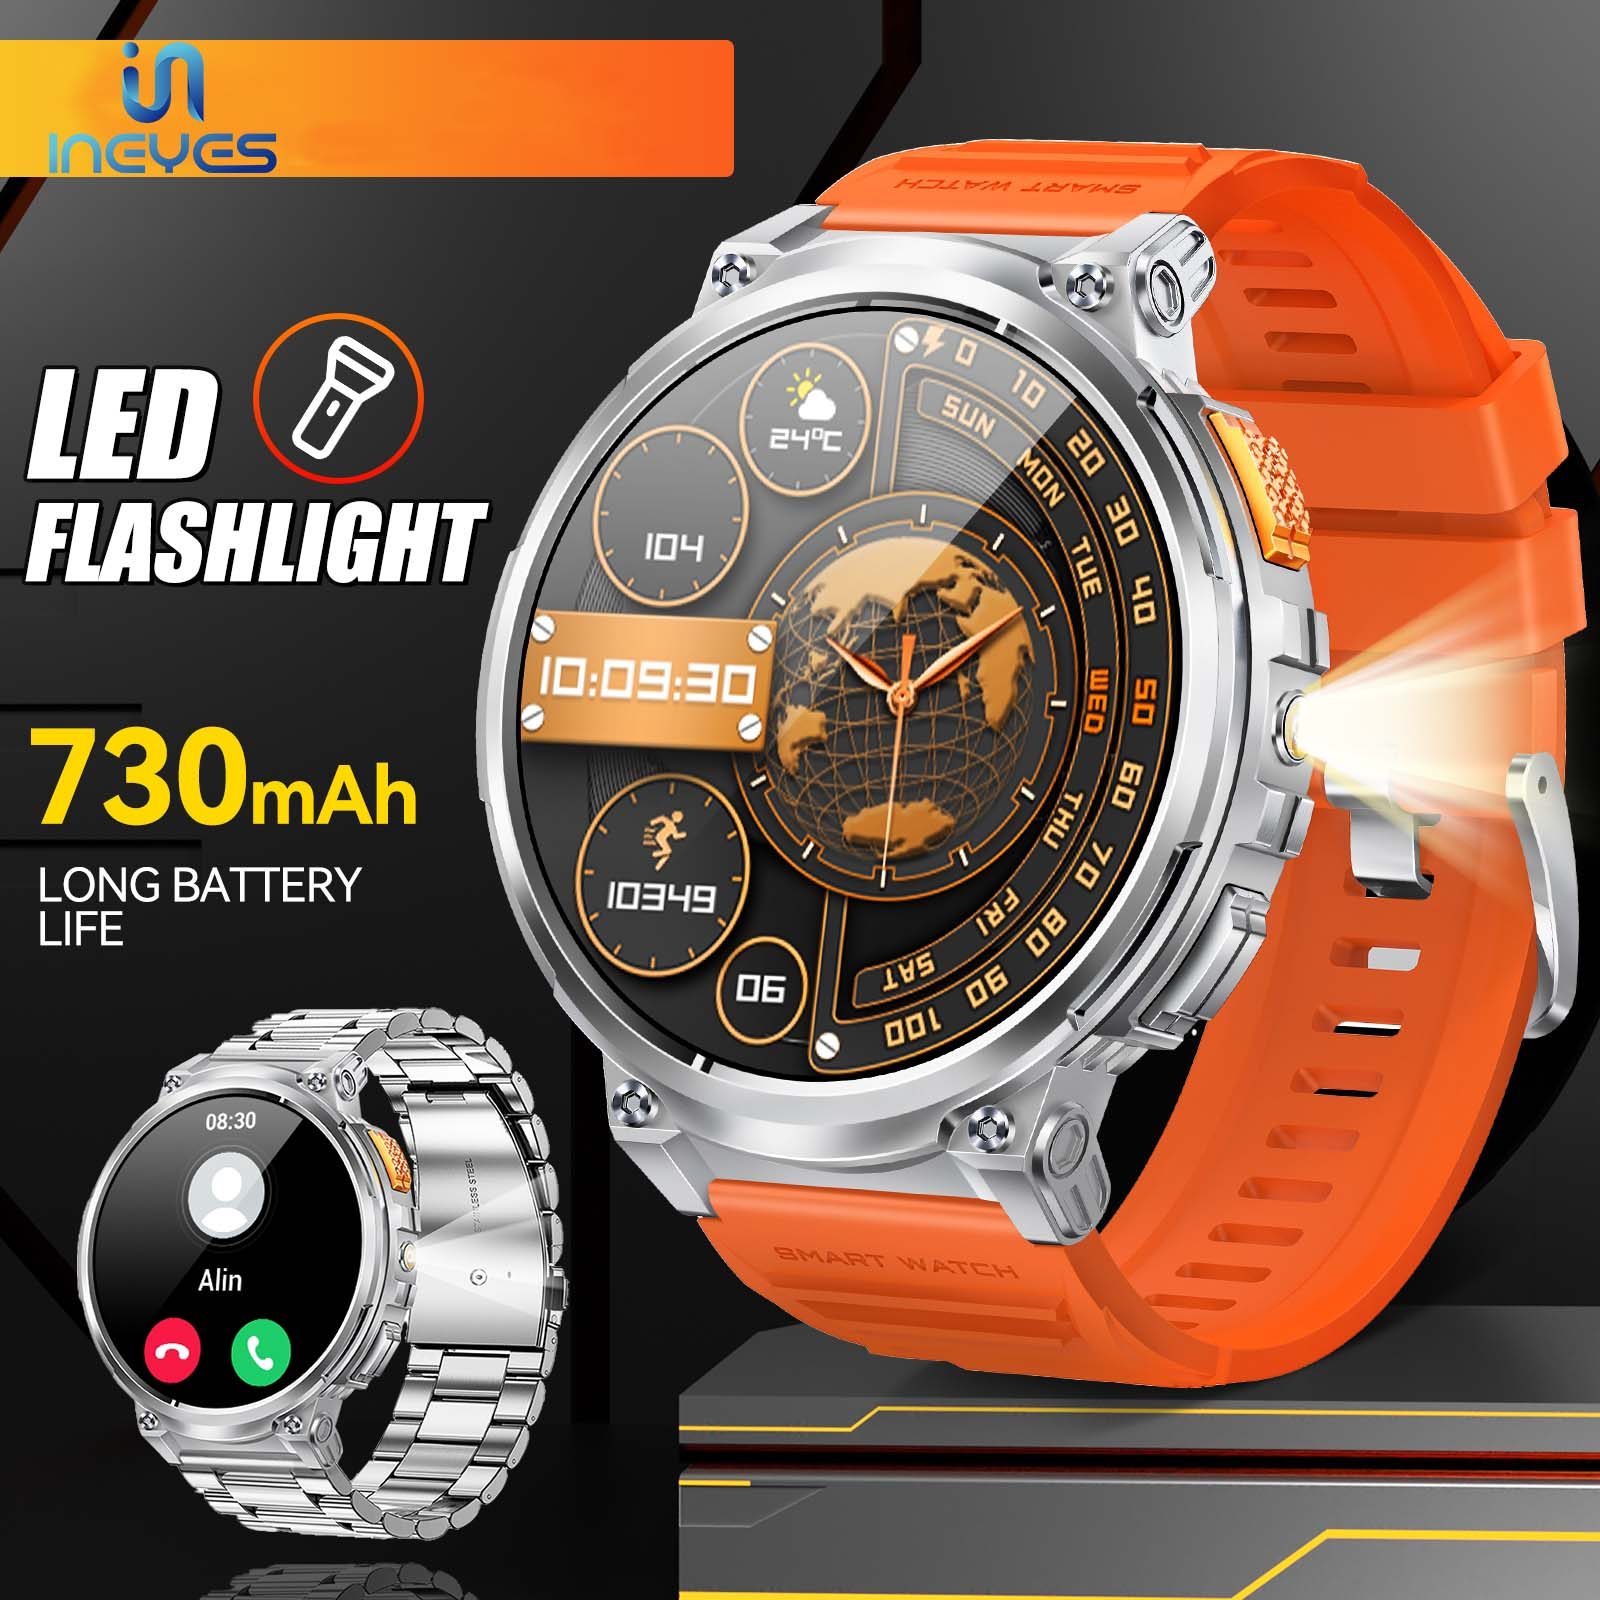 INEYES
LED
FLASHLIGHT
730mAh
LONG BATTERY
LIFE
SMART WATCH
0 10 20 30 40 50 60 70 80 90 100
SUN MON TUE WED THU FRI SAT
24°C
104
10:09:30
10349
06
SMART WATCH
08:30
Alin
STAINLESS STEEL